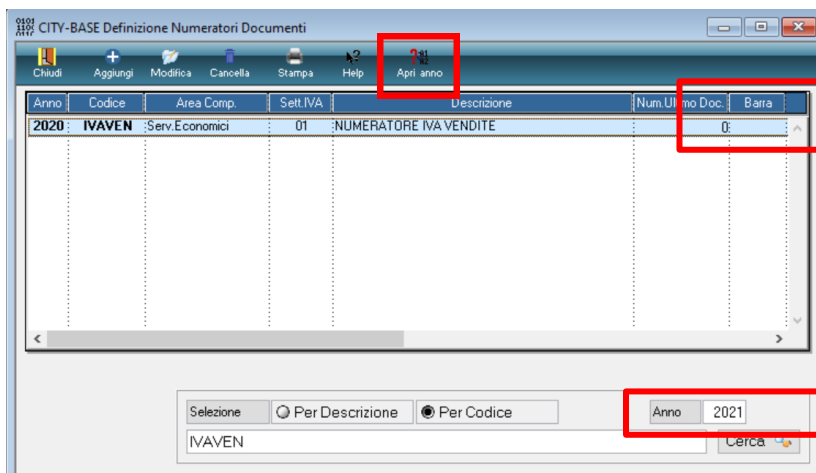 CITY-BASE Definizione Numeratori Documenti
Chiudi Aggiungi Modifica Cancella Stampa Help Apri anno
Anno Codice Area Comp. Sett.IVA Descrizione Num.Ultimo Doc. Barra
2020 IVAVEN Serv.Economici 01 NUMERATORE IVA VENDITE 0
Selezione Per Descrizione Per Codice Anno 2021
IVAVEN Cerca